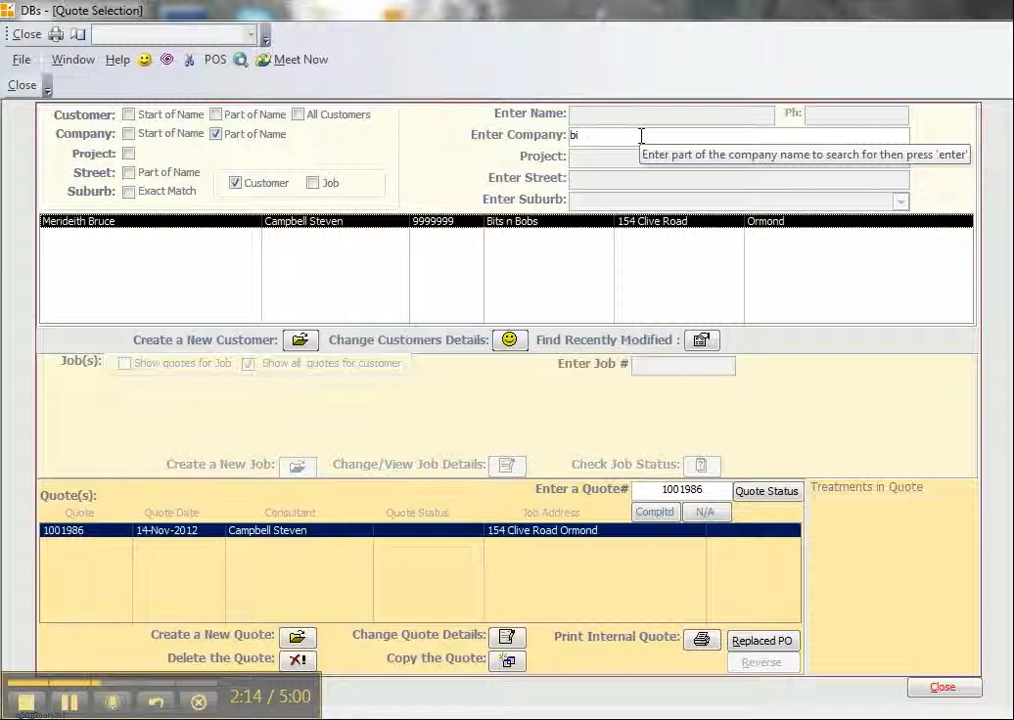 DBs - [Quote Selection]
Close
File Window Help POS Meet Now
Close
Customer: Start of Name Part of Name All Customers Enter Name: Ph:
Company: Start of Name Part of Name Enter Company: bi
Enter part of the company name to search for then press 'enter'
Project: Project:
Street: Part of Name Customer Job Enter Street:
Suburb: Exact Match Enter Suburb:
Merideith Bruce Campbell Steven 9999999 Bits n Bobs 154 Clive Road Ormond
Create a New Customer: Change Customers Details: Find Recently Modified :
Job(s): Show quotes for Job Show all quotes for customer Enter Job #
Create a New Job: Change/View Job Details: Check Job Status:
Quote(s): Enter a Quote# 1001986 Quote Status Treatments in Quote
Quote Quote Date Consultant Quote Status Job Address Compltd N/A
1001986 14-Nov-2012 Campbell Steven 154 Clive Road Ormond
Create a New Quote: Change Quote Details: Print Internal Quote: Replaced PO
Delete the Quote: Copy the Quote: Reverse
2:14 / 5:00 Close